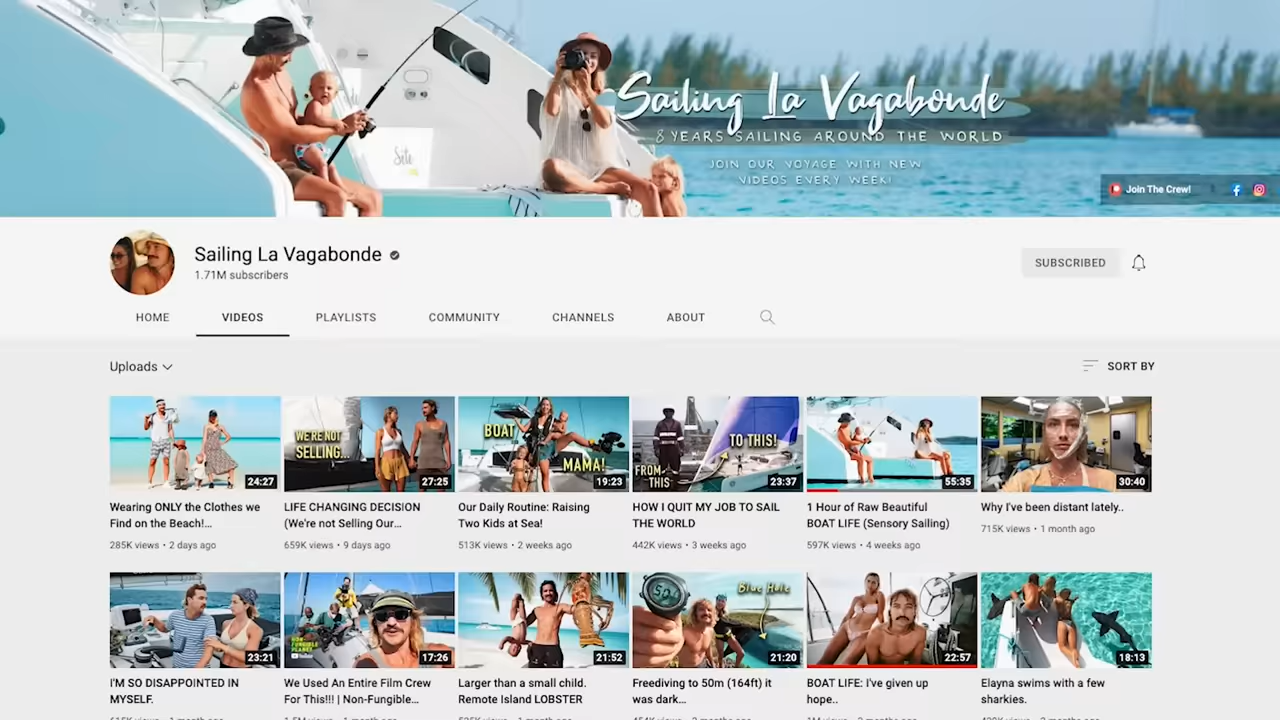 Sailing La Vagabonde
8 YEARS SAILING AROUND THE WORLD
JOIN OUR VOYAGE WITH NEW
VIDEOS EVERY WEEK!
Join The Crew!
Sailing La Vagabonde
1.71M subscribers
SUBSCRIBED
HOME
VIDEOS
PLAYLISTS
COMMUNITY
CHANNELS
ABOUT
Uploads
SORT BY
24:27
WE'RE NOT
SELLING...
27:25
BOAT
MAMA!
19:23
TO THIS!
FROM
THIS
23:37
55:35
30:40
Wearing ONLY the Clothes we
Find on the Beach!...
285K views • 2 days ago
LIFE CHANGING DECISION
(We're not Selling Our...
659K views • 9 days ago
Our Daily Routine: Raising
Two Kids at Sea!
513K views • 2 weeks ago
HOW I QUIT MY JOB TO SAIL
THE WORLD
442K views • 3 weeks ago
1 Hour of Raw Beautiful
BOAT LIFE (Sensory Sailing)
597K views • 4 weeks ago
Why I've been distant lately..
715K views • 1 month ago
23:21
NON-
FUNGIBLE
PLANET
YouTube
17:26
21:52
Blue Hole
21:20
22:57
18:13
I'M SO DISAPPOINTED IN
MYSELF.
We Used An Entire Film Crew
For This!!! | Non-Fungible...
Larger than a small child.
Remote Island LOBSTER
Freediving to 50m (164ft) it
was dark...
BOAT LIFE: I've given up
hope..
Elayna swims with a few
sharkies.